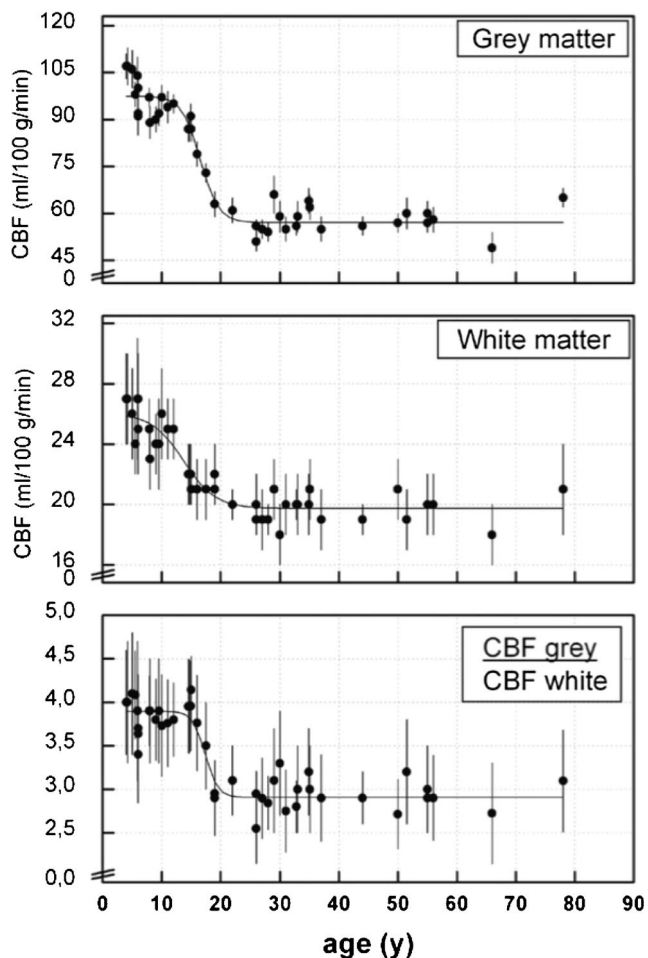 120
105
90
75
60
45
0
CBF (ml/100 g/min)
Grey matter
32
28
24
20
16
0
CBF (ml/100 g/min)
White matter
5,0
4,5
4,0
3,5
3,0
2,5
0,0
CBF grey
CBF white
0 10 20 30 40 50 60 70 80 90
age (y)